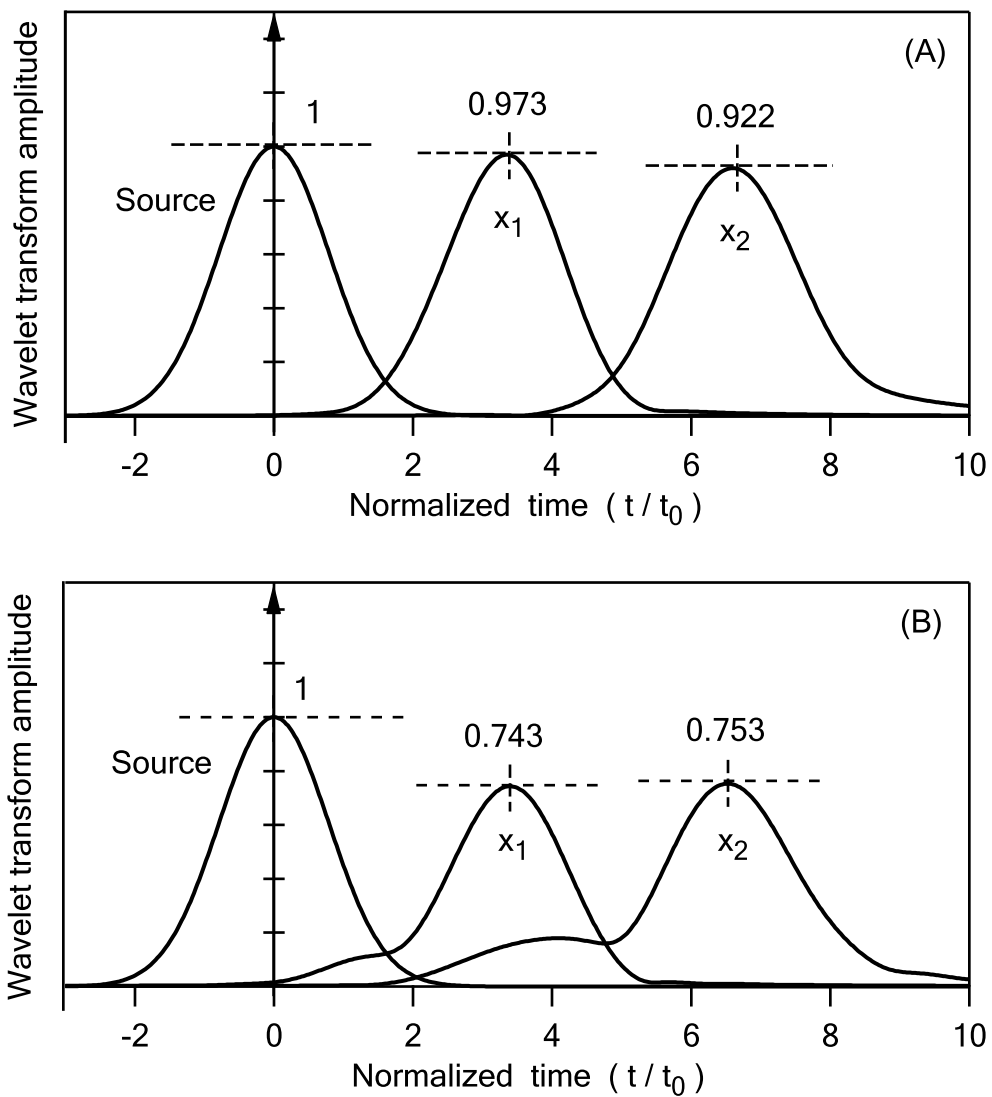 (A)
1
0.973
0.922
Source
x1
x2
Wavelet transform amplitude
-2 0 2 4 6 8 10
Normalized time ( t / t0 )
(B)
1
0.743
0.753
Source
x1
x2
Wavelet transform amplitude
-2 0 2 4 6 8 10
Normalized time ( t / t0 )